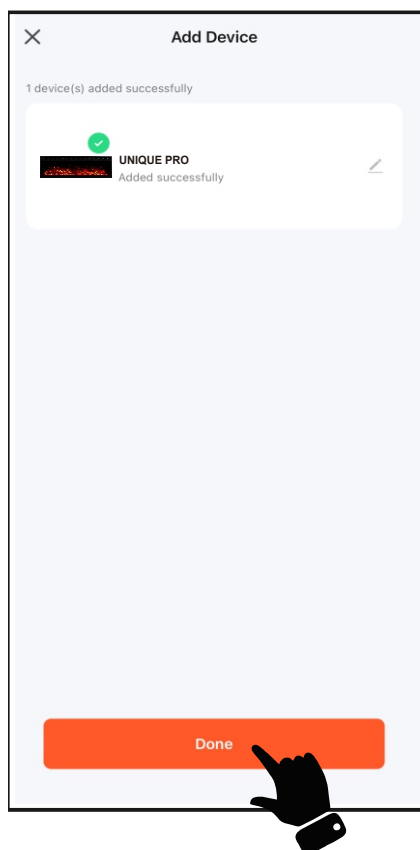 Add Device
1 device(s) added successfully
UNIQUE PRO
Added successfully
Done